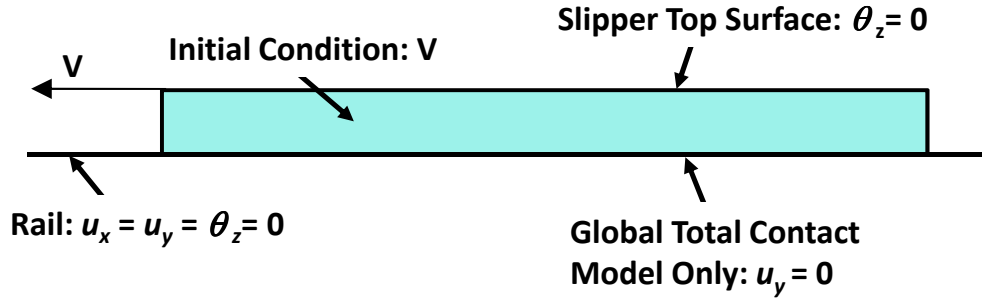 Slipper Top Surface: θz= 0
Initial Condition: V
V
Rail: ux = uy = θz= 0
Global Total Contact
Model Only: uy = 0